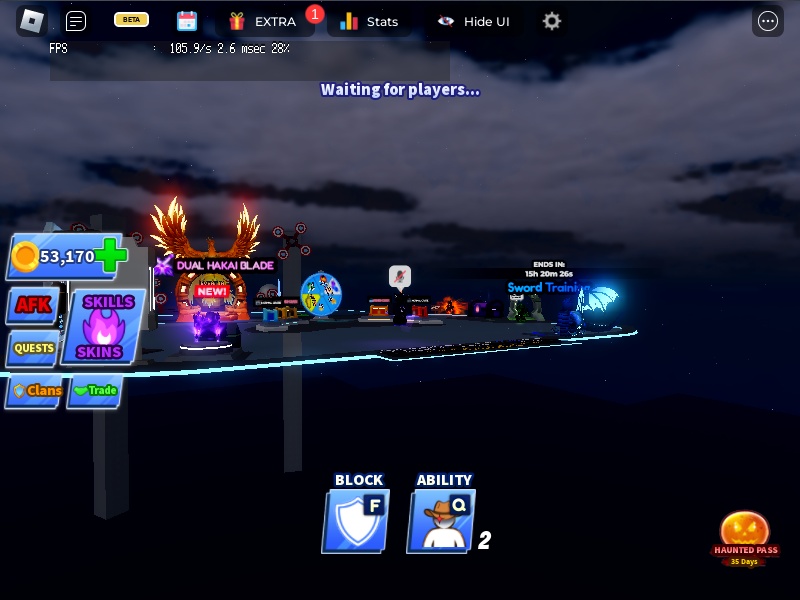 BETA
EXTRA
1
Stats
Hide UI
FPS : 105.9/s 2.6 msec 28%
Waiting for players...
53,170
DUAL HAKAI BLADE
NEW!
ENDS IN:
15h 20m 26s
Sword Training
AFK
SKILLS
SKINS
QUESTS
Clans
Trade
BLOCK
ABILITY
F
Q
2
HAUNTED PASS
35 Days